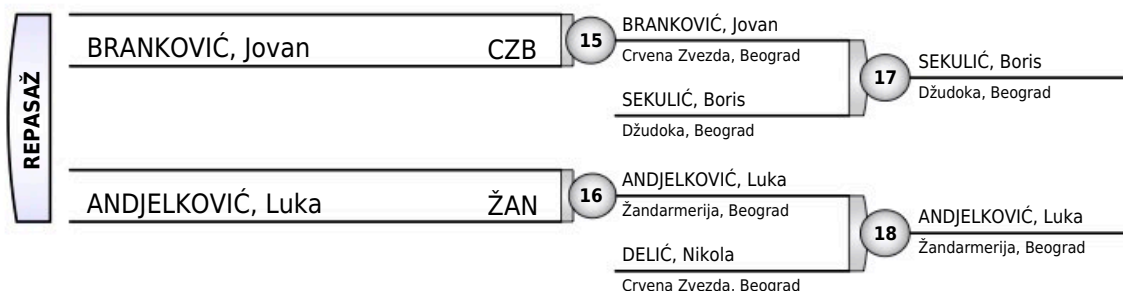 REPASAŽ
BRANKOVIĆ, Jovan CZB
15
BRANKOVIĆ, Jovan
Crvena Zvezda, Beograd
SEKULIĆ, Boris
Džudoka, Beograd
17
SEKULIĆ, Boris
Džudoka, Beograd
ANDJELKOVIĆ, Luka ŽAN
16
ANDJELKOVIĆ, Luka
Žandarmerija, Beograd
DELIĆ, Nikola
Crvena Zvezda, Beograd
18
ANDJELKOVIĆ, Luka
Žandarmerija, Beograd